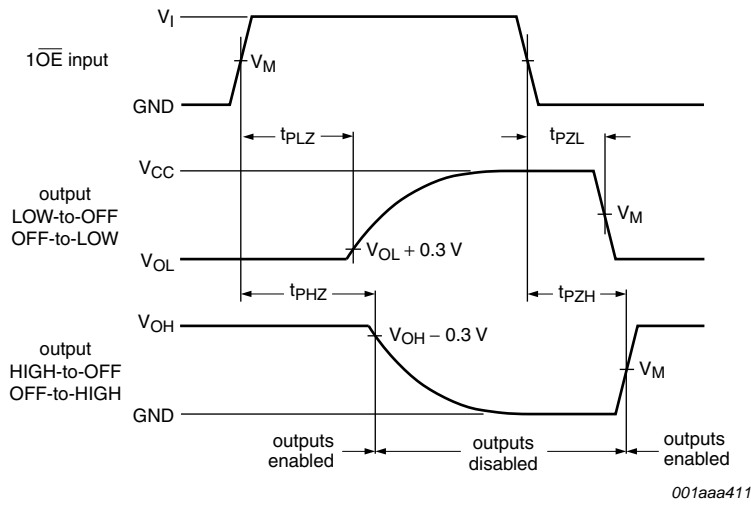 V_I
1O̅E̅ input
V_M
GND
t_PLZ
t_PZL
V_CC
output
LOW-to-OFF
OFF-to-LOW
V_M
V_OL + 0.3 V
V_OL
t_PHZ
t_PZH
V_OH
V_OH − 0.3 V
output
HIGH-to-OFF
OFF-to-HIGH
V_M
GND
outputs
enabled
outputs
disabled
outputs
enabled
001aaa411